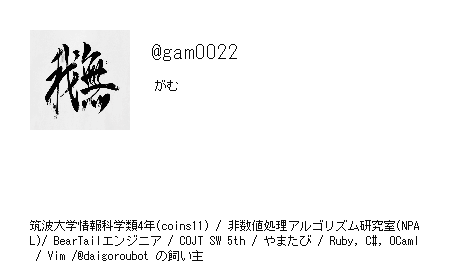 我無
@gam0022
がむ
筑波大学情報科学類4年(coins11) / 非数値処理アルゴリズム研究室(NPA
L)/ BearTailエンジニア / COJT SW 5th / やまたび / Ruby, C#, OCaml
/ Vim /@daigoroubot の飼い主